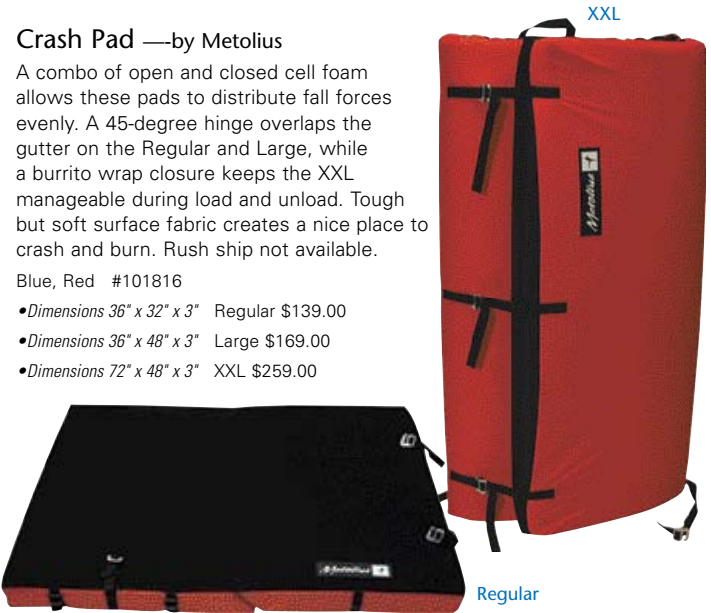 XXL
Crash Pad —-by Metolius
A combo of open and closed cell foam
allows these pads to distribute fall forces
evenly. A 45-degree hinge overlaps the
gutter on the Regular and Large, while
a burrito wrap closure keeps the XXL
manageable during load and unload. Tough
but soft surface fabric creates a nice place to
crash and burn. Rush ship not available.
Blue, Red #101816
•Dimensions 36" x 32" x 3" Regular $139.00
•Dimensions 36" x 48" x 3" Large $169.00
•Dimensions 72" x 48" x 3" XXL $259.00
Metolius
Metolius
Regular